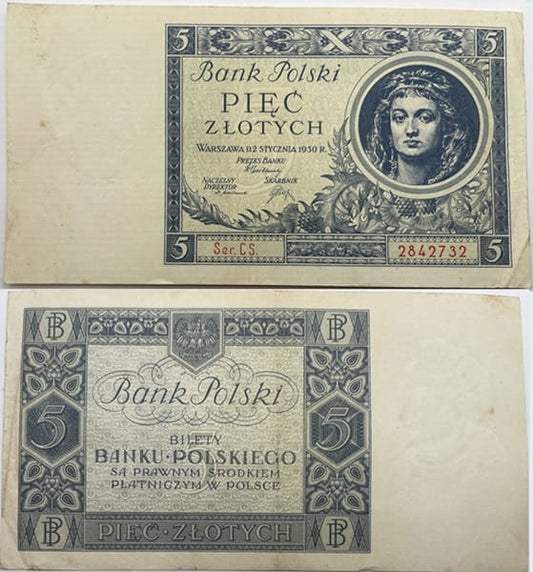 5 5
Bank Polski
PIĘĆ
ZŁOTYCH
WARSZAWA D.2 STYCZNIA 1930 R.
PREZES BANKU
NACZELNY SKARBNIK
DYREKTOR
5 Ser. C S. 2842732 5
BP BP
Bank Polski
5 5
BILETY
BANKU·POLSKIEGO
SĄ PRAWNYM ŚRODKIEM
PŁATNICZYM W POLSCE
BP PIĘĆ·ZŁOTYCH BP